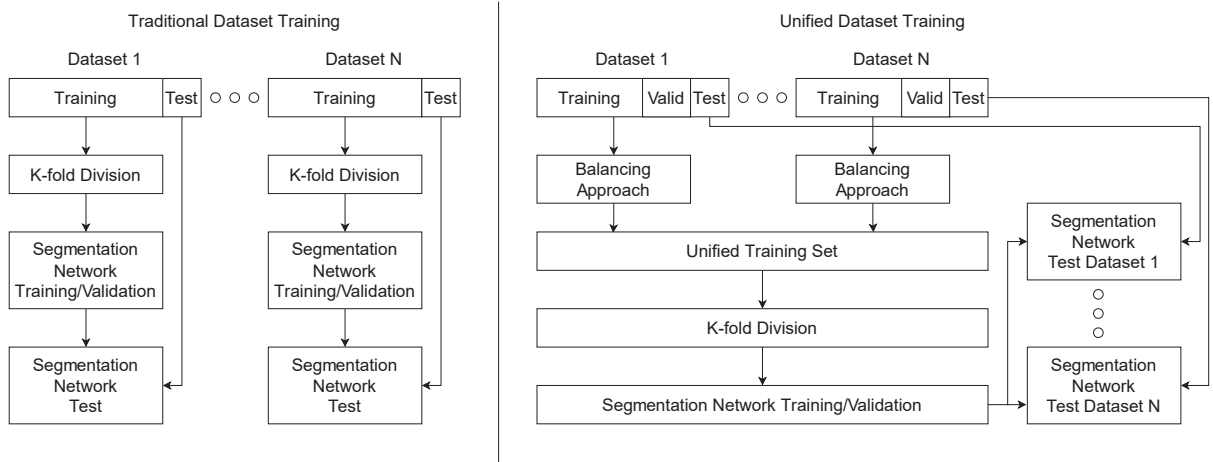 Traditional Dataset Training
Dataset 1
Dataset N
Training
Test
Training
Test
K-fold Division
K-fold Division
Segmentation
Network
Training/Validation
Segmentation
Network
Training/Validation
Segmentation
Network
Test
Segmentation
Network
Test
Unified Dataset Training
Dataset 1
Dataset N
Training
Valid
Test
Training
Valid
Test
Balancing
Approach
Balancing
Approach
Unified Training Set
K-fold Division
Segmentation Network Training/Validation
Segmentation
Network
Test Dataset 1
Segmentation
Network
Test Dataset N